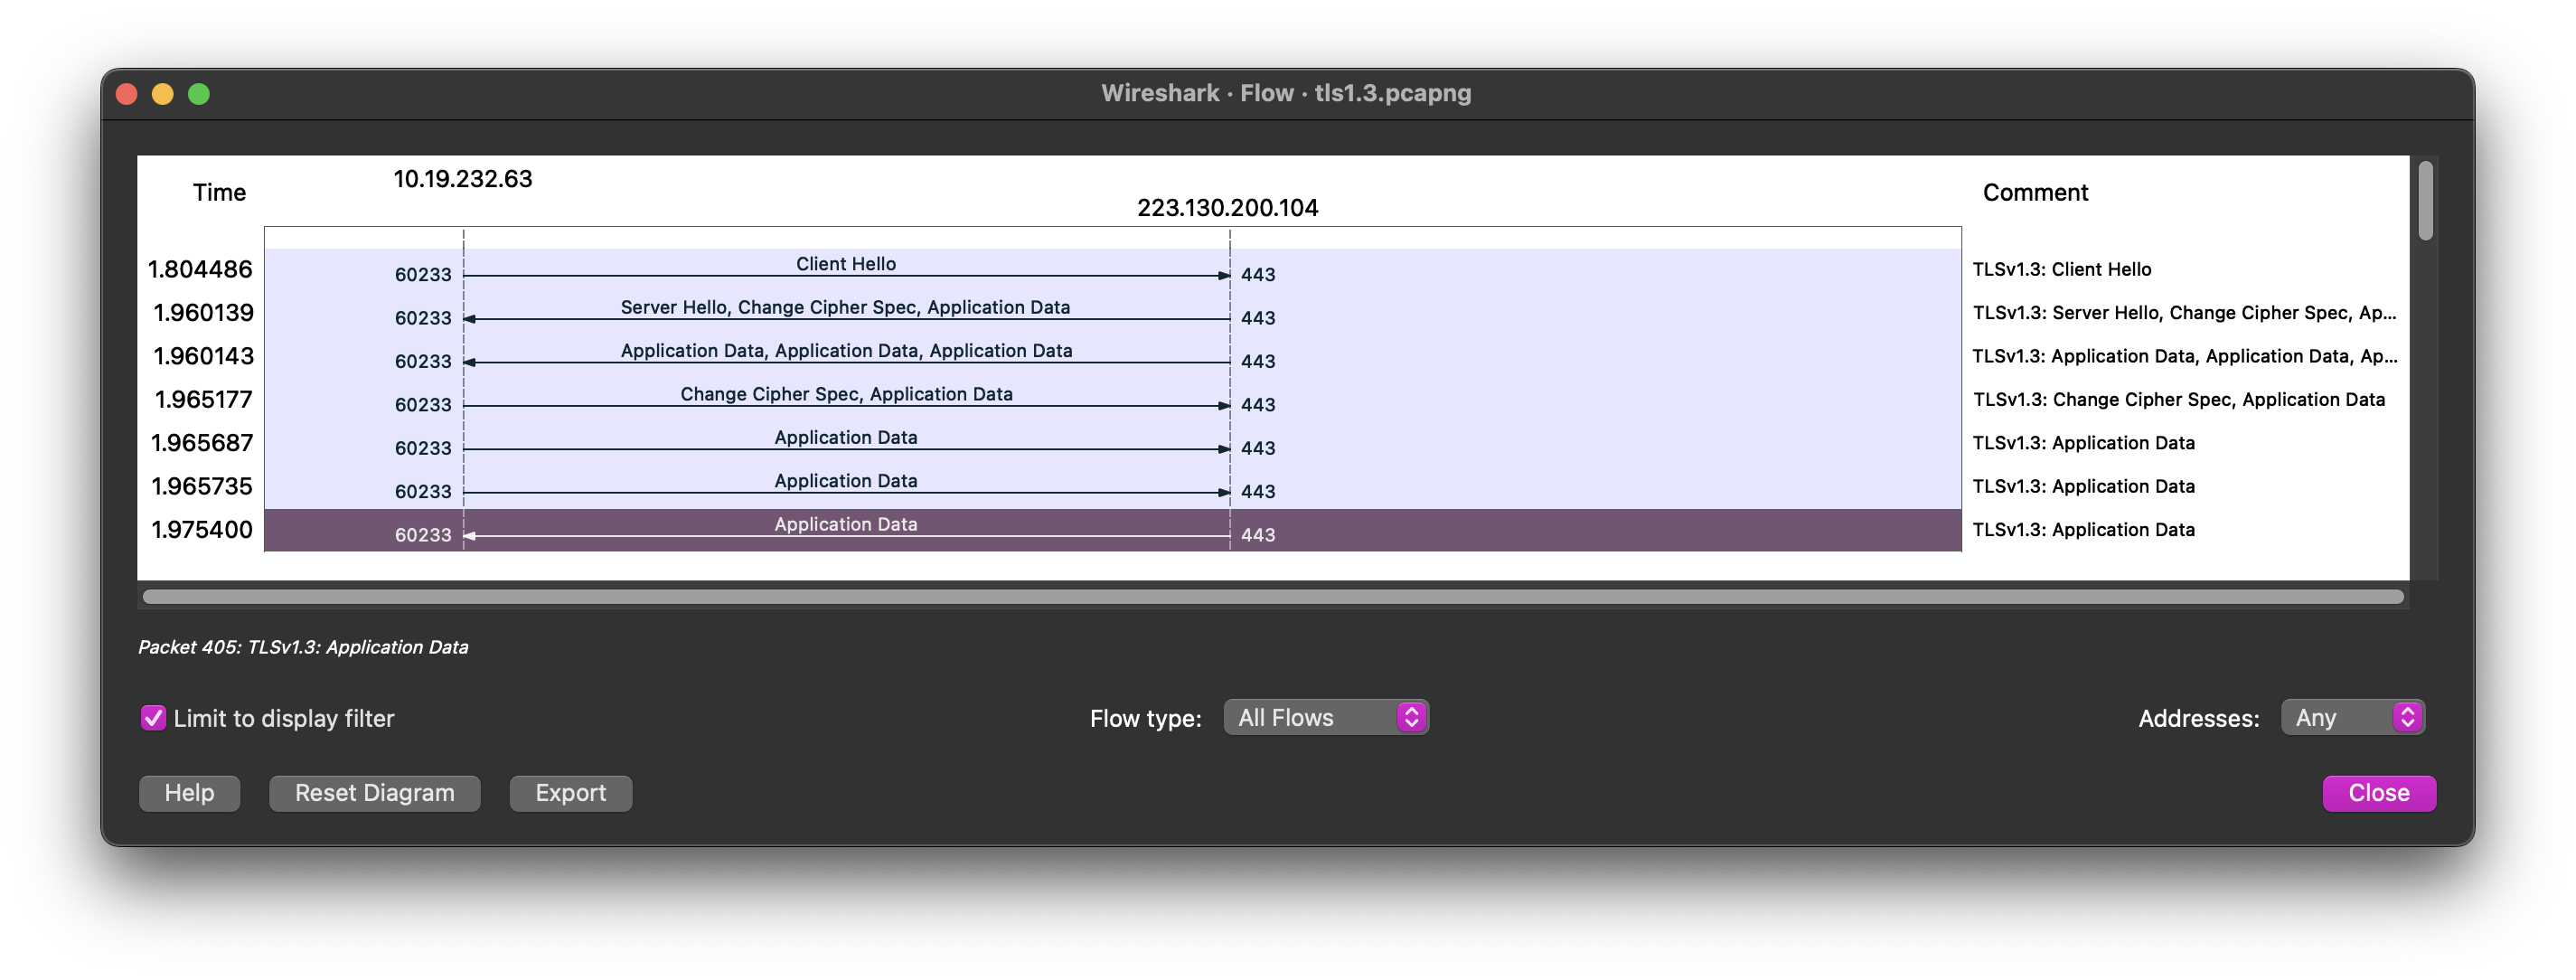 Wireshark · Flow · tls1.3.pcapng
Time 10.19.232.63 223.130.200.104 Comment
1.804486 60233 Client Hello 443 TLSv1.3: Client Hello
1.960139 60233 Server Hello, Change Cipher Spec, Application Data 443 TLSv1.3: Server Hello, Change Cipher Spec, Ap...
1.960143 60233 Application Data, Application Data, Application Data 443 TLSv1.3: Application Data, Application Data, Ap...
1.965177 60233 Change Cipher Spec, Application Data 443 TLSv1.3: Change Cipher Spec, Application Data
1.965687 60233 Application Data 443 TLSv1.3: Application Data
1.965735 60233 Application Data 443 TLSv1.3: Application Data
1.975400 60233 Application Data 443 TLSv1.3: Application Data
Packet 405: TLSv1.3: Application Data
Limit to display filter Flow type: All Flows Addresses: Any
Help Reset Diagram Export Close